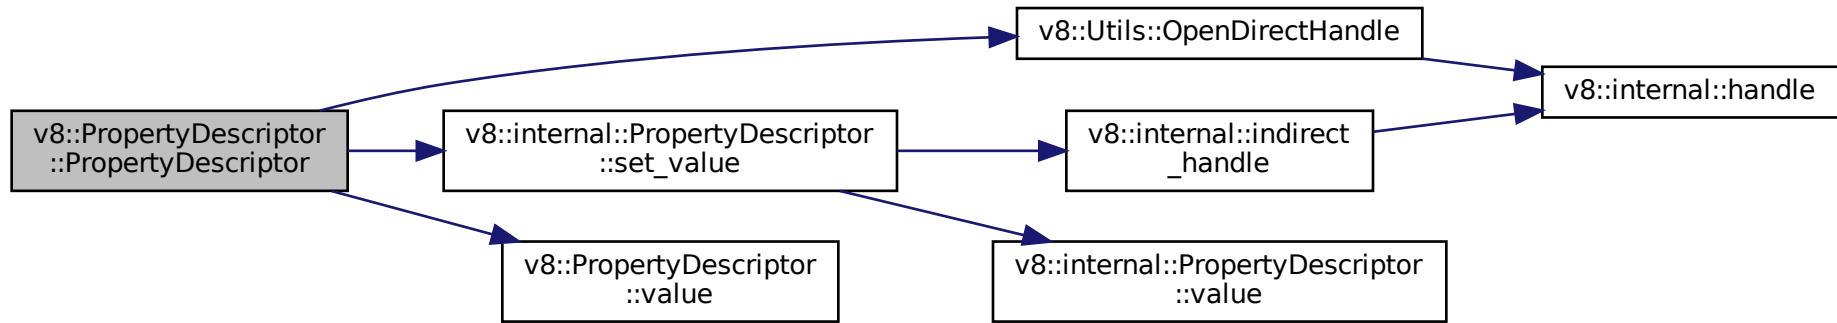 v8::Utils::OpenDirectHandle
v8::internal::handle
v8::PropertyDescriptor
::PropertyDescriptor
v8::internal::PropertyDescriptor
::set_value
v8::internal::indirect
_handle
v8::PropertyDescriptor
::value
v8::internal::PropertyDescriptor
::value